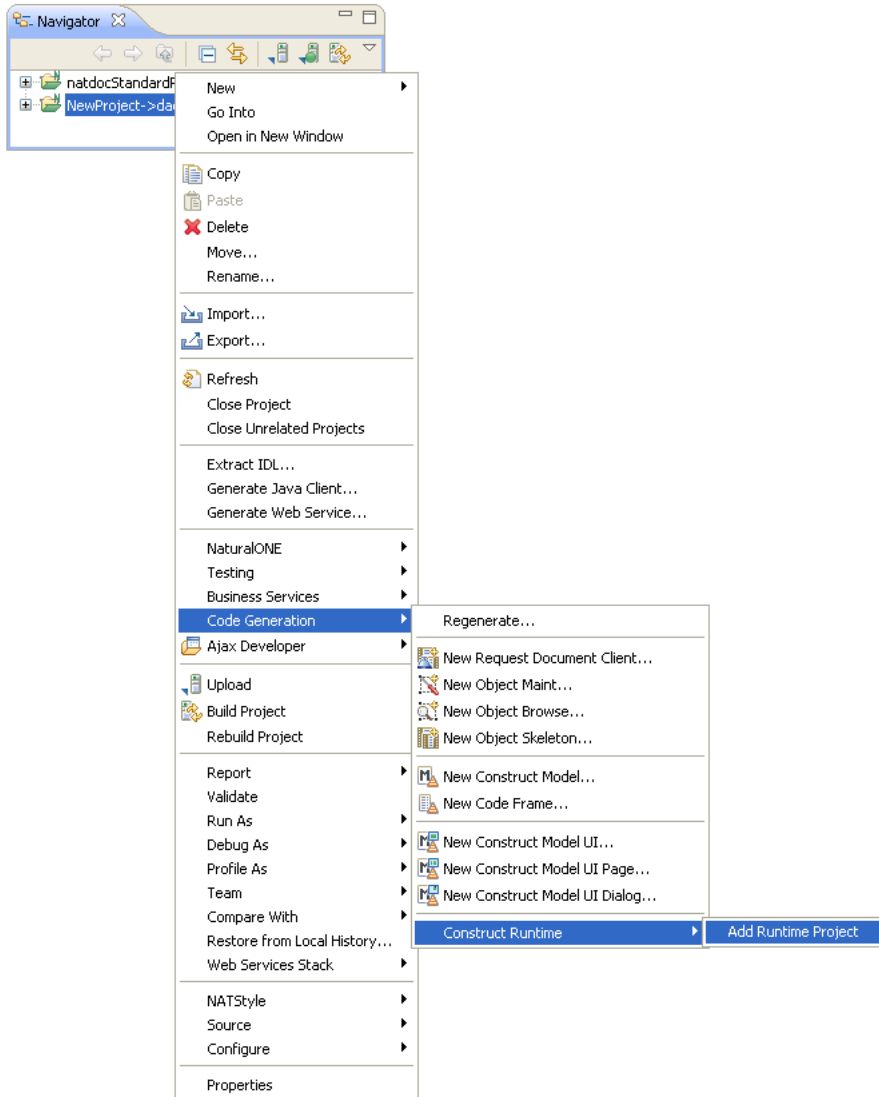 Navigator
natdocStandardP
NewProject->dae
New
Go Into
Open in New Window
Copy
Paste
Delete
Move...
Rename...
Import...
Export...
Refresh
Close Project
Close Unrelated Projects
Extract IDL...
Generate Java Client...
Generate Web Service...
NaturalONE
Testing
Business Services
Code Generation
Ajax Developer
Upload
Build Project
Rebuild Project
Report
Validate
Run As
Debug As
Profile As
Team
Compare With
Restore from Local History...
Web Services Stack
NATStyle
Source
Configure
Properties
Regenerate...
New Request Document Client...
New Object Maint...
New Object Browse...
New Object Skeleton...
New Construct Model...
New Code Frame...
New Construct Model UI...
New Construct Model UI Page...
New Construct Model UI Dialog...
Construct Runtime
Add Runtime Project